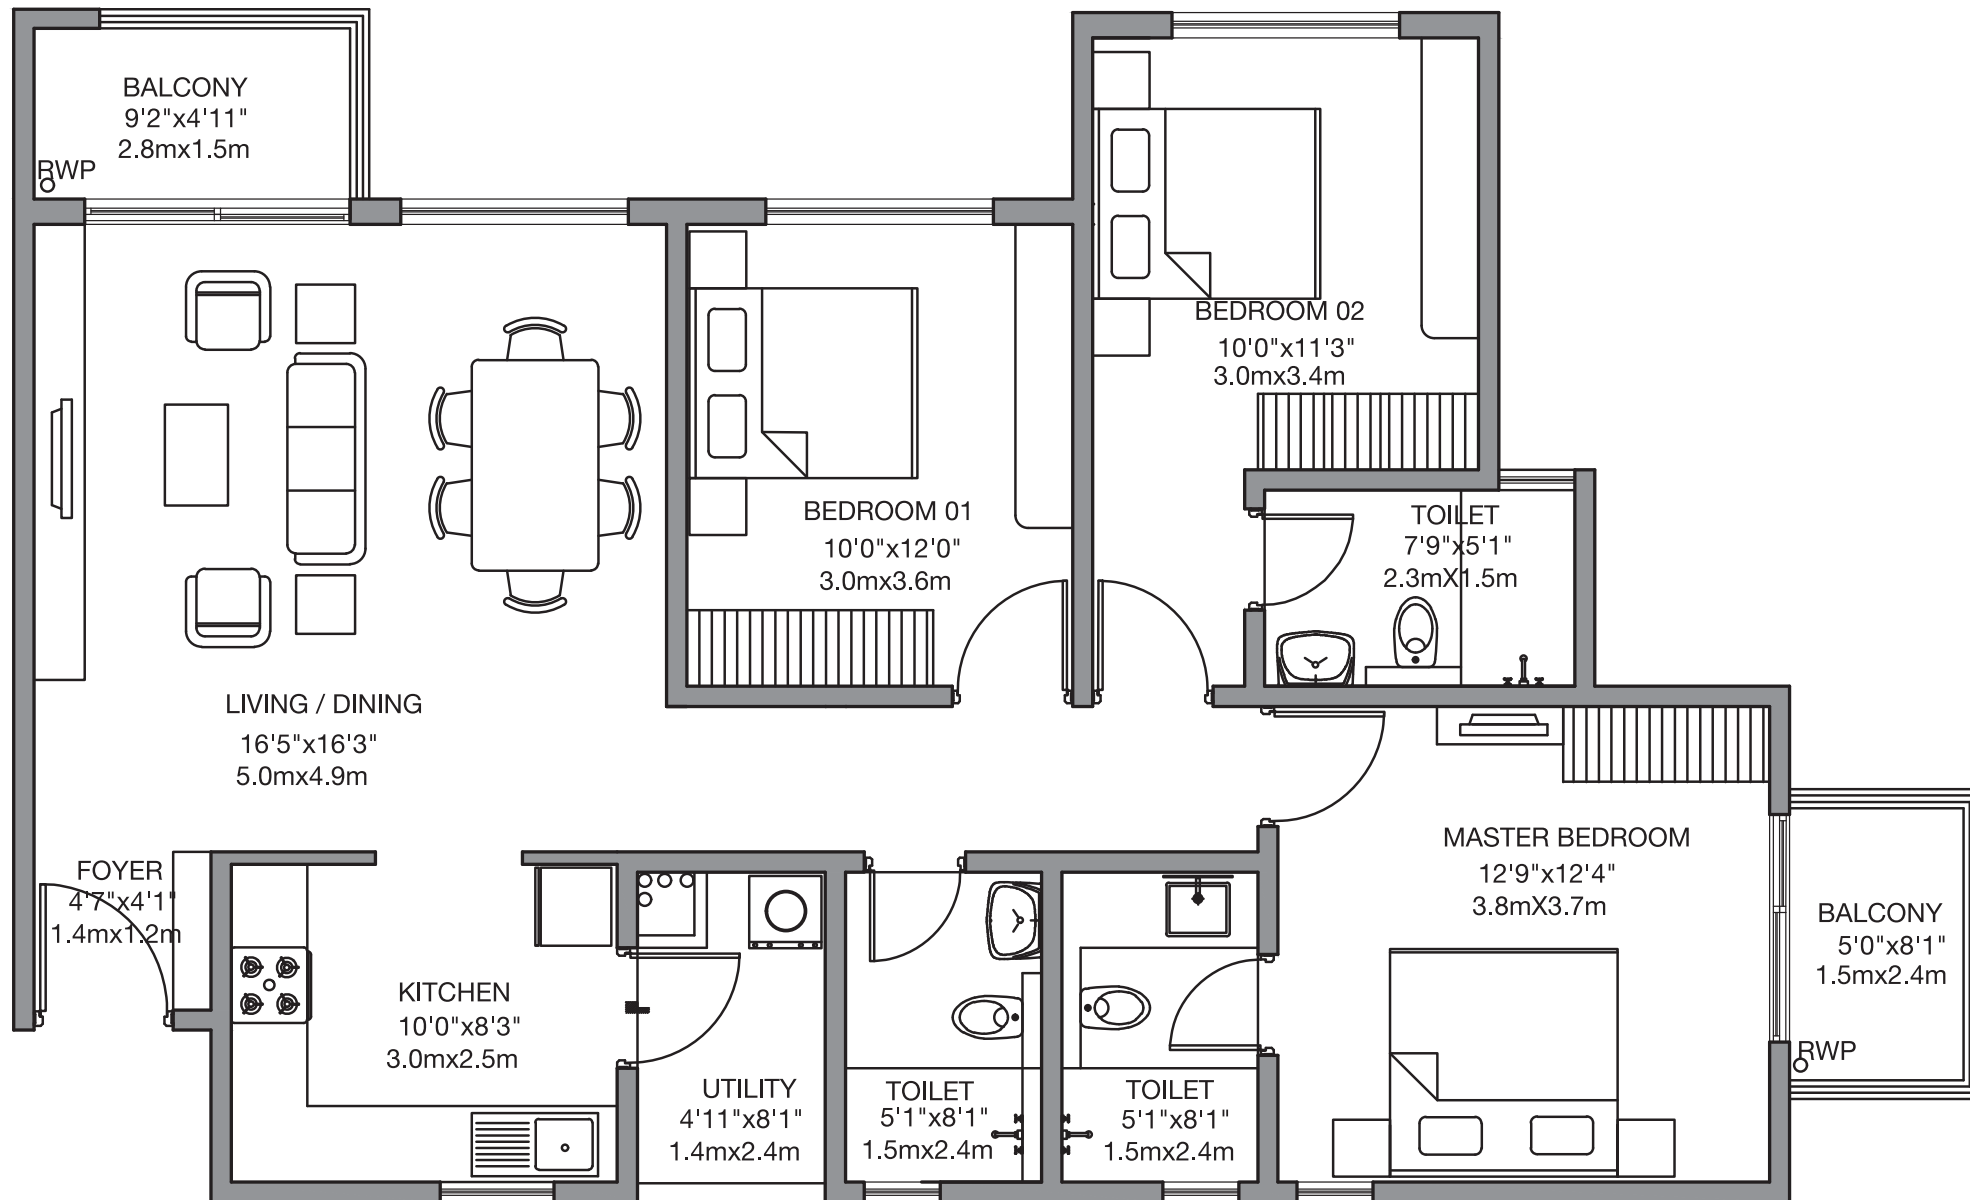 BALCONY
9'2"x4'11"
2.8mx1.5m
RWP
BEDROOM 02
10'0"x11'3"
3.0mx3.4m
BEDROOM 01
10'0"x12'0"
3.0mx3.6m
TOILET
7'9"x5'1"
2.3mX1.5m
LIVING / DINING
16'5"x16'3"
5.0mx4.9m
FOYER
4'7"x4'1"
1.4mx1.2m
MASTER BEDROOM
12'9"x12'4"
3.8mX3.7m
BALCONY
5'0"x8'1"
1.5mx2.4m
RWP
KITCHEN
10'0"x8'3"
3.0mx2.5m
UTILITY
4'11"x8'1"
1.4mx2.4m
TOILET
5'1"x8'1"
1.5mx2.4m
TOILET
5'1"x8'1"
1.5mx2.4m